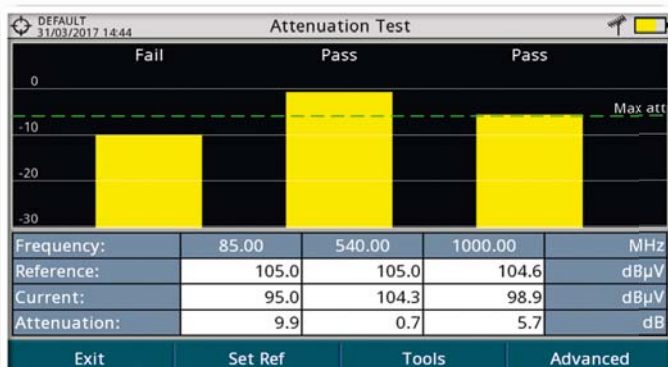 DEFAULT
31/03/2017 14:44
Attenuation Test
Fail Pass Pass
0
Max att
-10
-20
-30
Frequency: 85.00 540.00 1000.00 MHz
Reference: 105.0 105.0 104.6 dBµV
Current: 95.0 104.3 98.9 dBµV
Attenuation: 9.9 0.7 5.7 dB
Exit Set Ref Tools Advanced